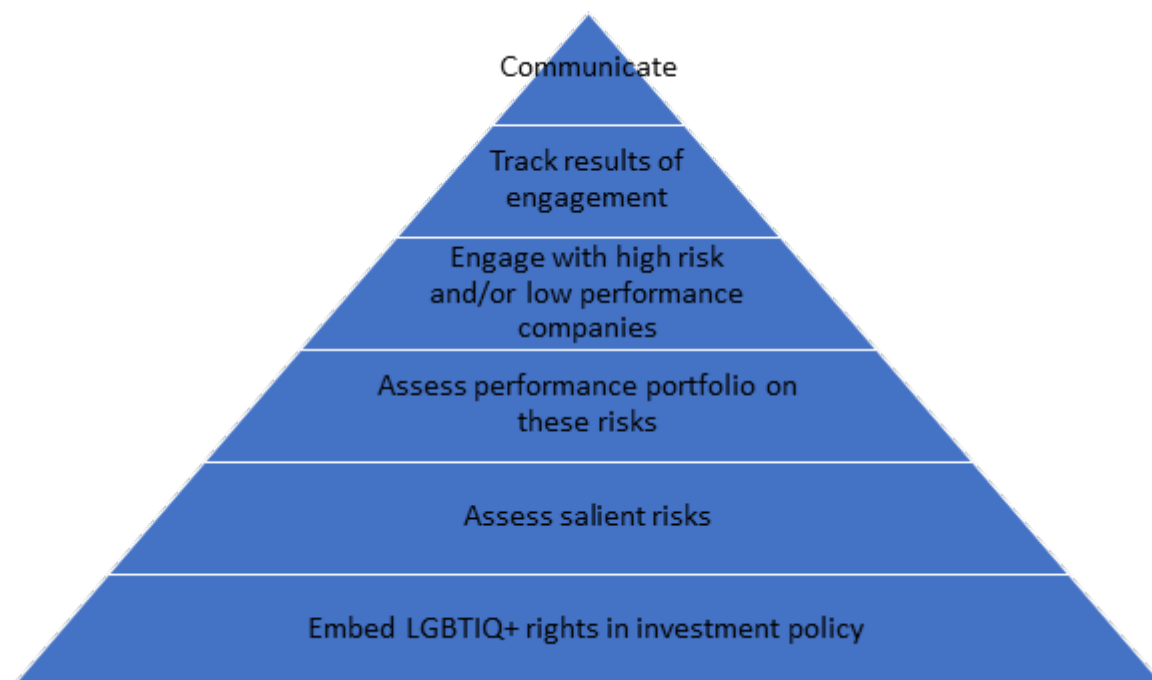 Communicate
Track results of
engagement
Engage with high risk
and/or low performance
companies
Assess performance portfolio on
these risks
Assess salient risks
Embed LGBTIQ+ rights in investment policy